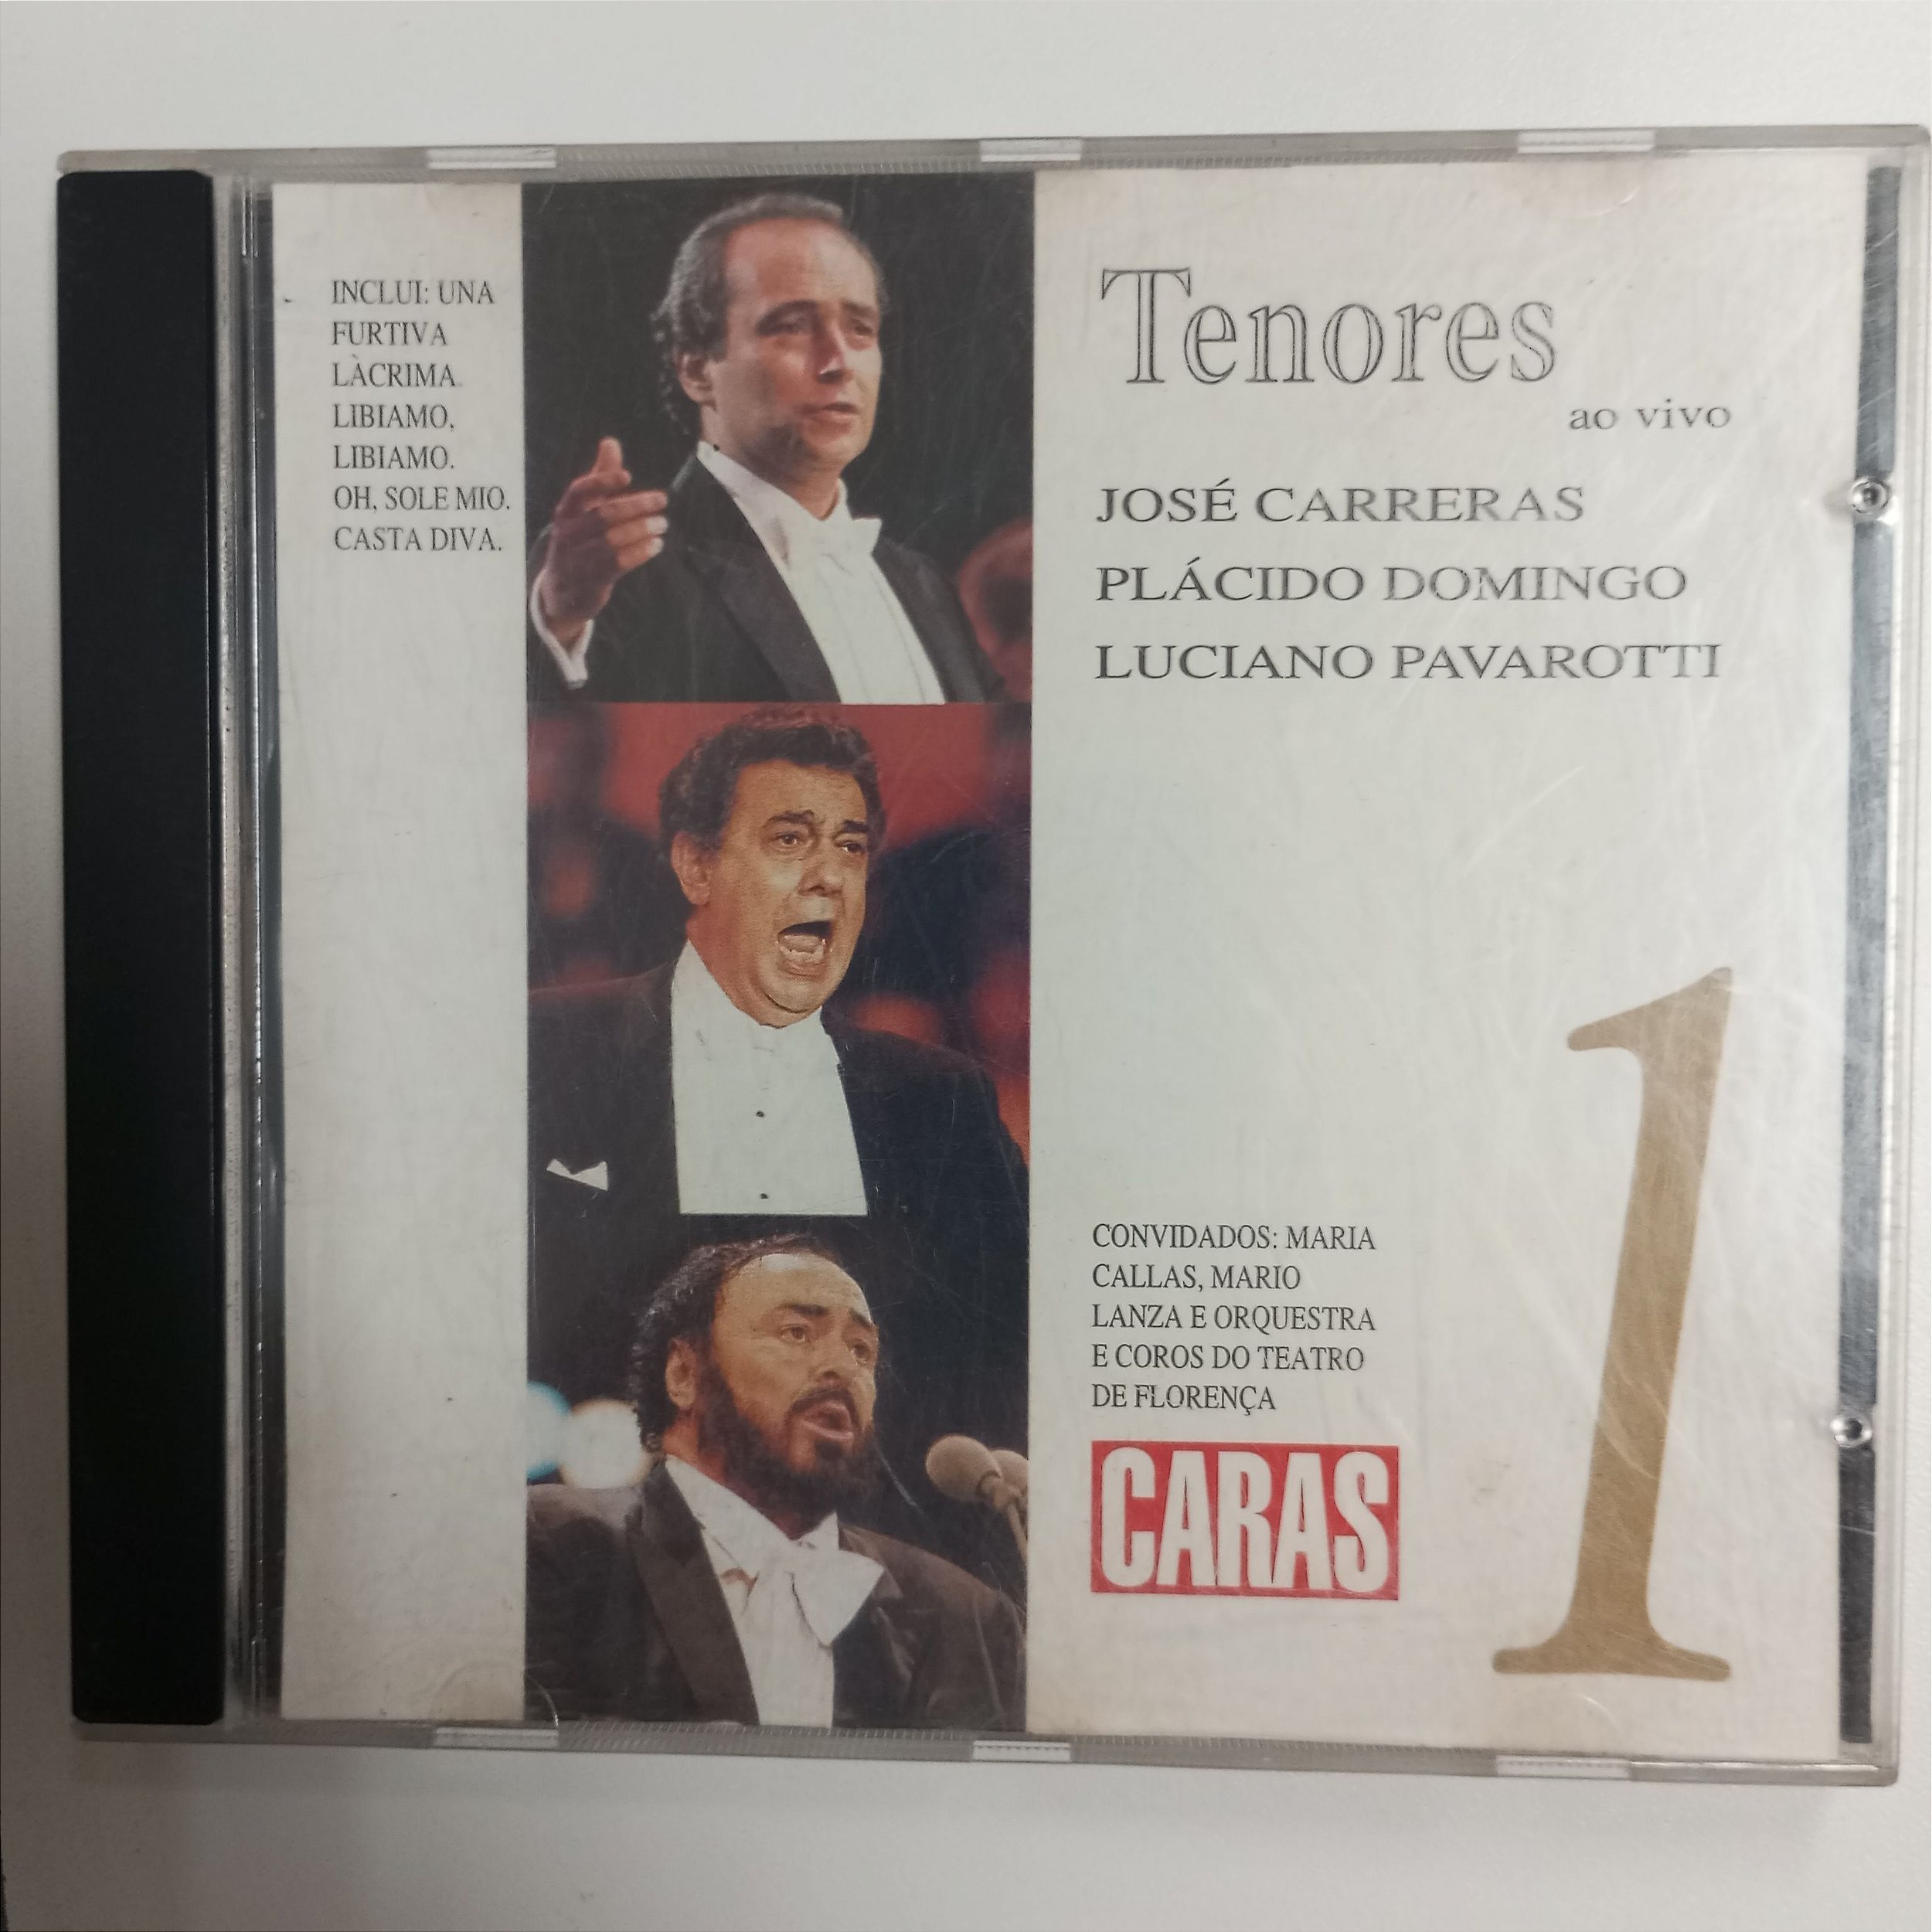 INCLUI: UNA
FURTIVA
LÀCRIMA.
LIBIAMO,
LIBIAMO.
OH, SOLE MIO.
CASTA DIVA.
Tenores
ao vivo
JOSÉ CARRERAS
PLÁCIDO DOMINGO
LUCIANO PAVAROTTI
CONVIDADOS: MARIA
CALLAS, MARIO
LANZA E ORQUESTRA
E COROS DO TEATRO
DE FLORENÇA
CARAS
1